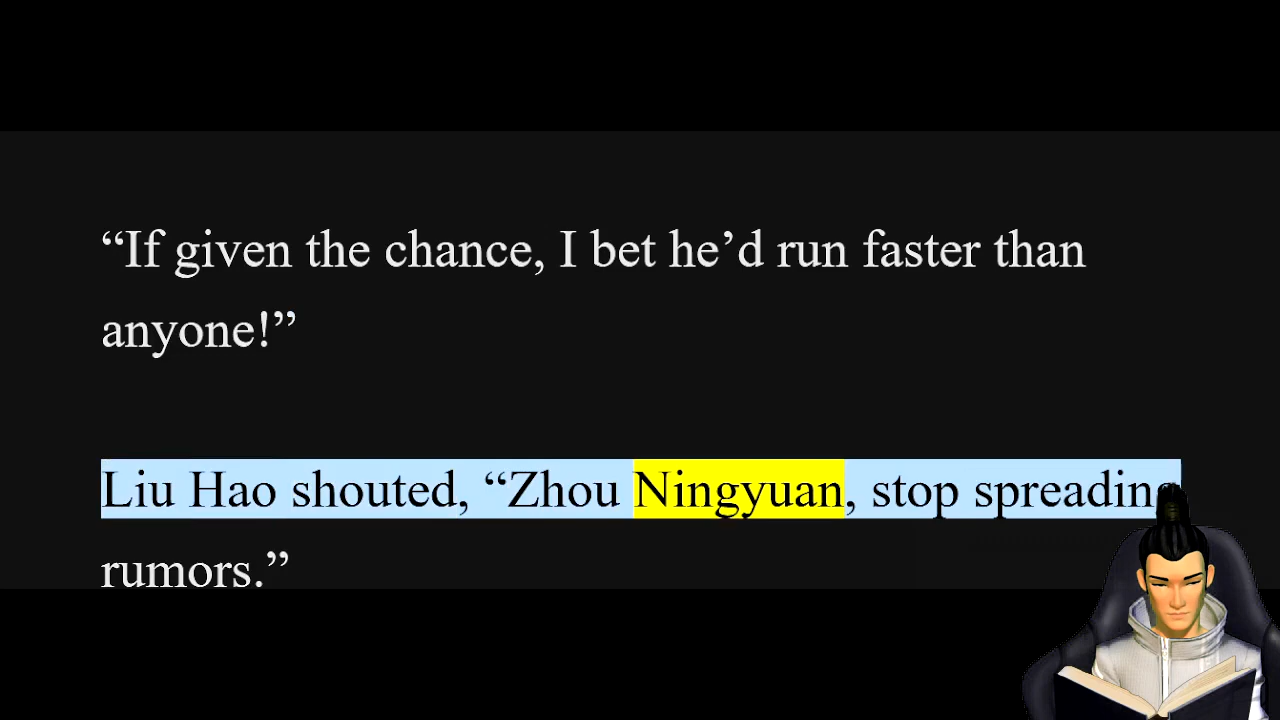 “If given the chance, I bet he’d run faster than
anyone!”
Liu Hao shouted, “Zhou Ningyuan, stop spreading
rumors.”